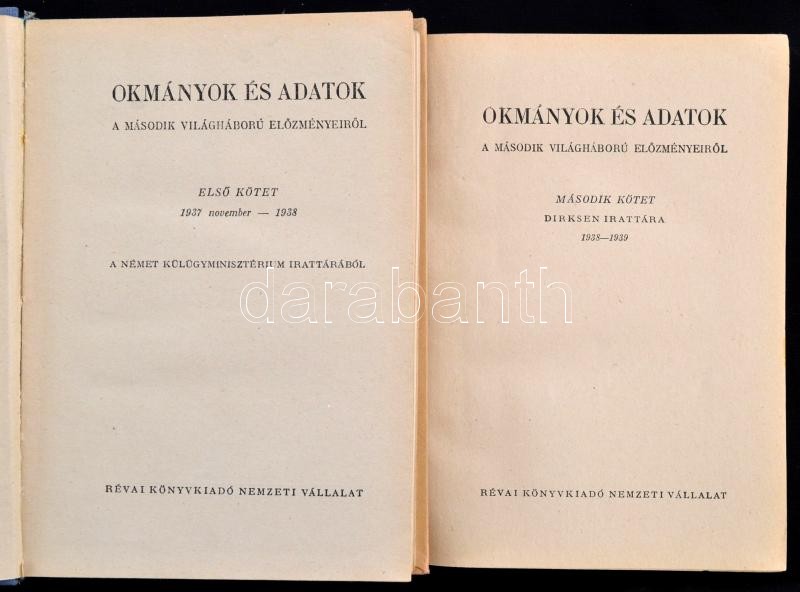 OKMÁNYOK ÉS ADATOK
A MÁSODIK VILÁGHÁBORÚ ELŐZMÉNYEIRŐL
ELSŐ KÖTET
1937 november — 1938
A NÉMET KÜLÜGYMINISZTÉRIUM IRATTÁRÁBÓL
RÉVAI KÖNYVKIADÓ NEMZETI VÁLLALAT
OKMÁNYOK ÉS ADATOK
A MÁSODIK VILÁGHÁBORÚ ELŐZMÉNYEIRŐL
MÁSODIK KÖTET
DIRKSEN IRATTÁRA
1938—1939
RÉVAI KÖNYVKIADÓ NEMZETI VÁLLALAT
darabanth